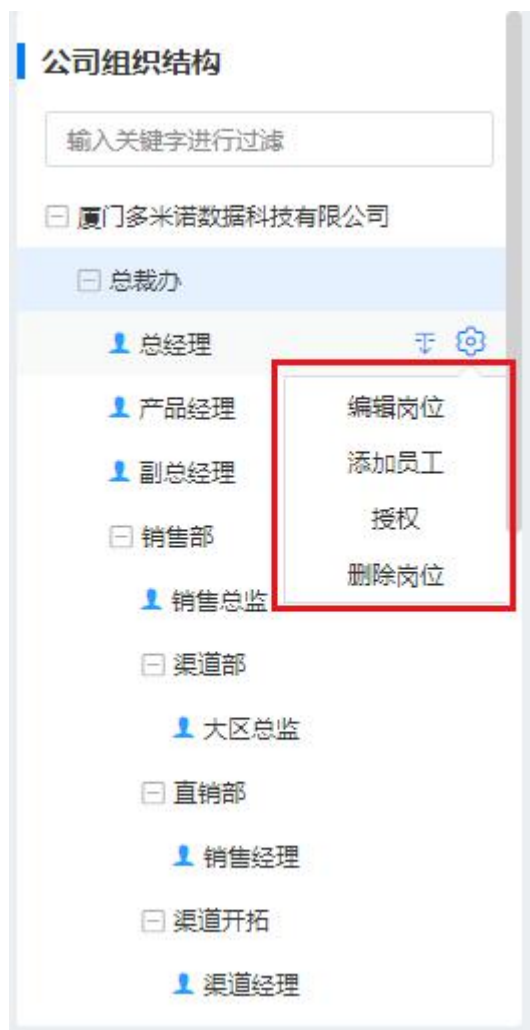 公司组织结构
输入关键字进行过滤
厦门多米诺数据科技有限公司
总裁办
总经理
产品经理
编辑岗位
副总经理
添加员工
销售部
授权
销售总监
删除岗位
渠道部
大区总监
直销部
销售经理
渠道开拓
渠道经理